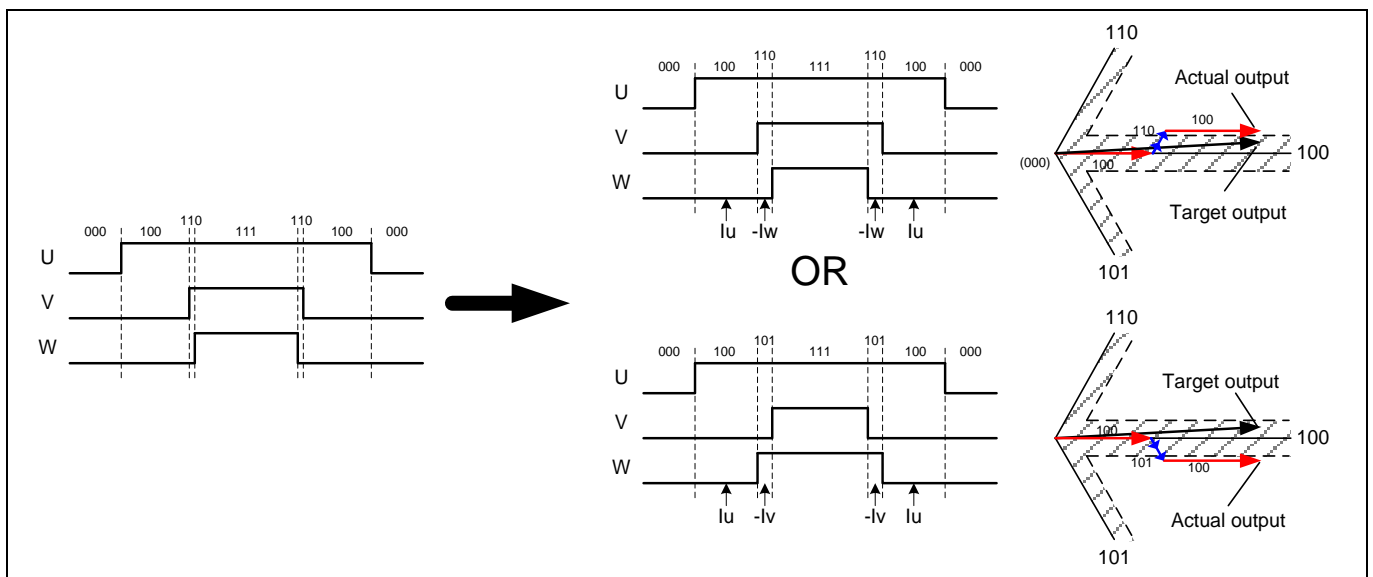 000 100 110 111 110 100 000
U
V
W
000 100 110 111 110 100 000
U
V
W
Iu -Iw -Iw Iu
110
Actual output
100
110
100
(000)
100
Target output
101
OR
000 100 101 111 101 100 000
U
V
W
Iu -Iv -Iv Iu
110
Target output
100
100
101
100
Actual output
101